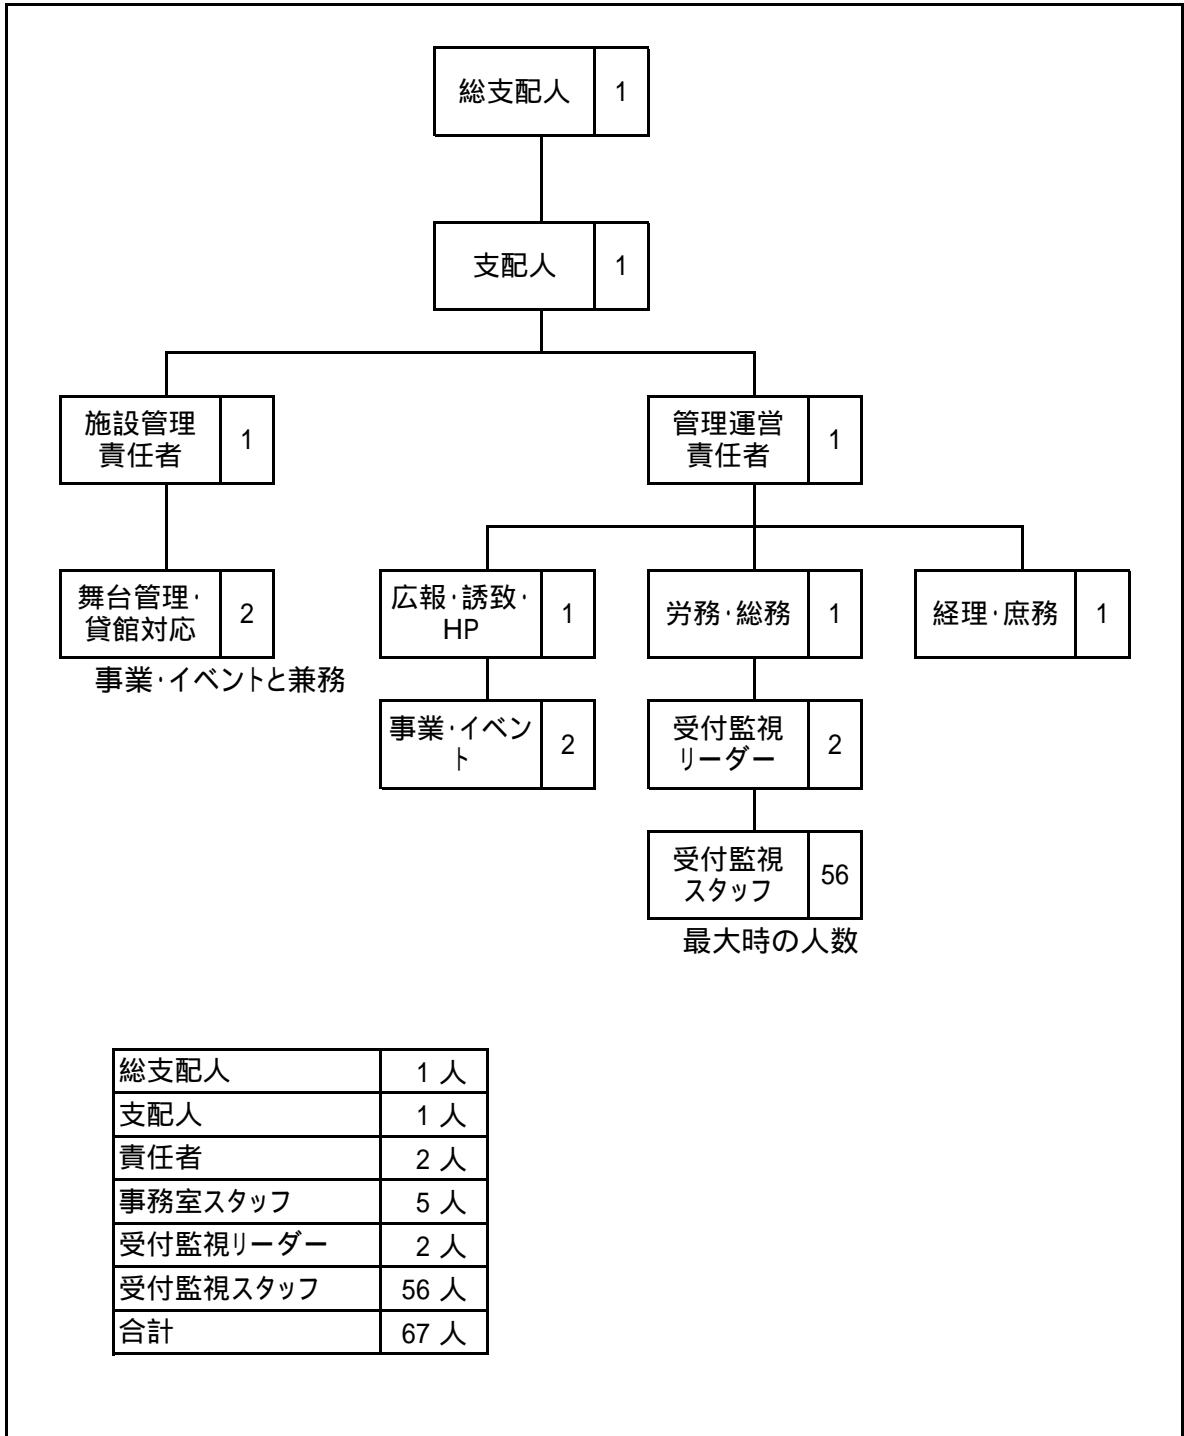 総支配人 1
支配人 1
施設管理
責任者
1
管理運営
責任者
1
舞台管理・
貸館対応
2
広報・誘致・
HP
1
労務・総務 1
経理・庶務 1
事業・イベントと兼務
事業・イベン
ト
2
受付監視
リーダー
2
受付監視
スタッフ
56
最大時の人数
総支配人 1 人
支配人 1 人
責任者 2 人
事務室スタッフ 5 人
受付監視リーダー 2 人
受付監視スタッフ 56 人
合計 67 人